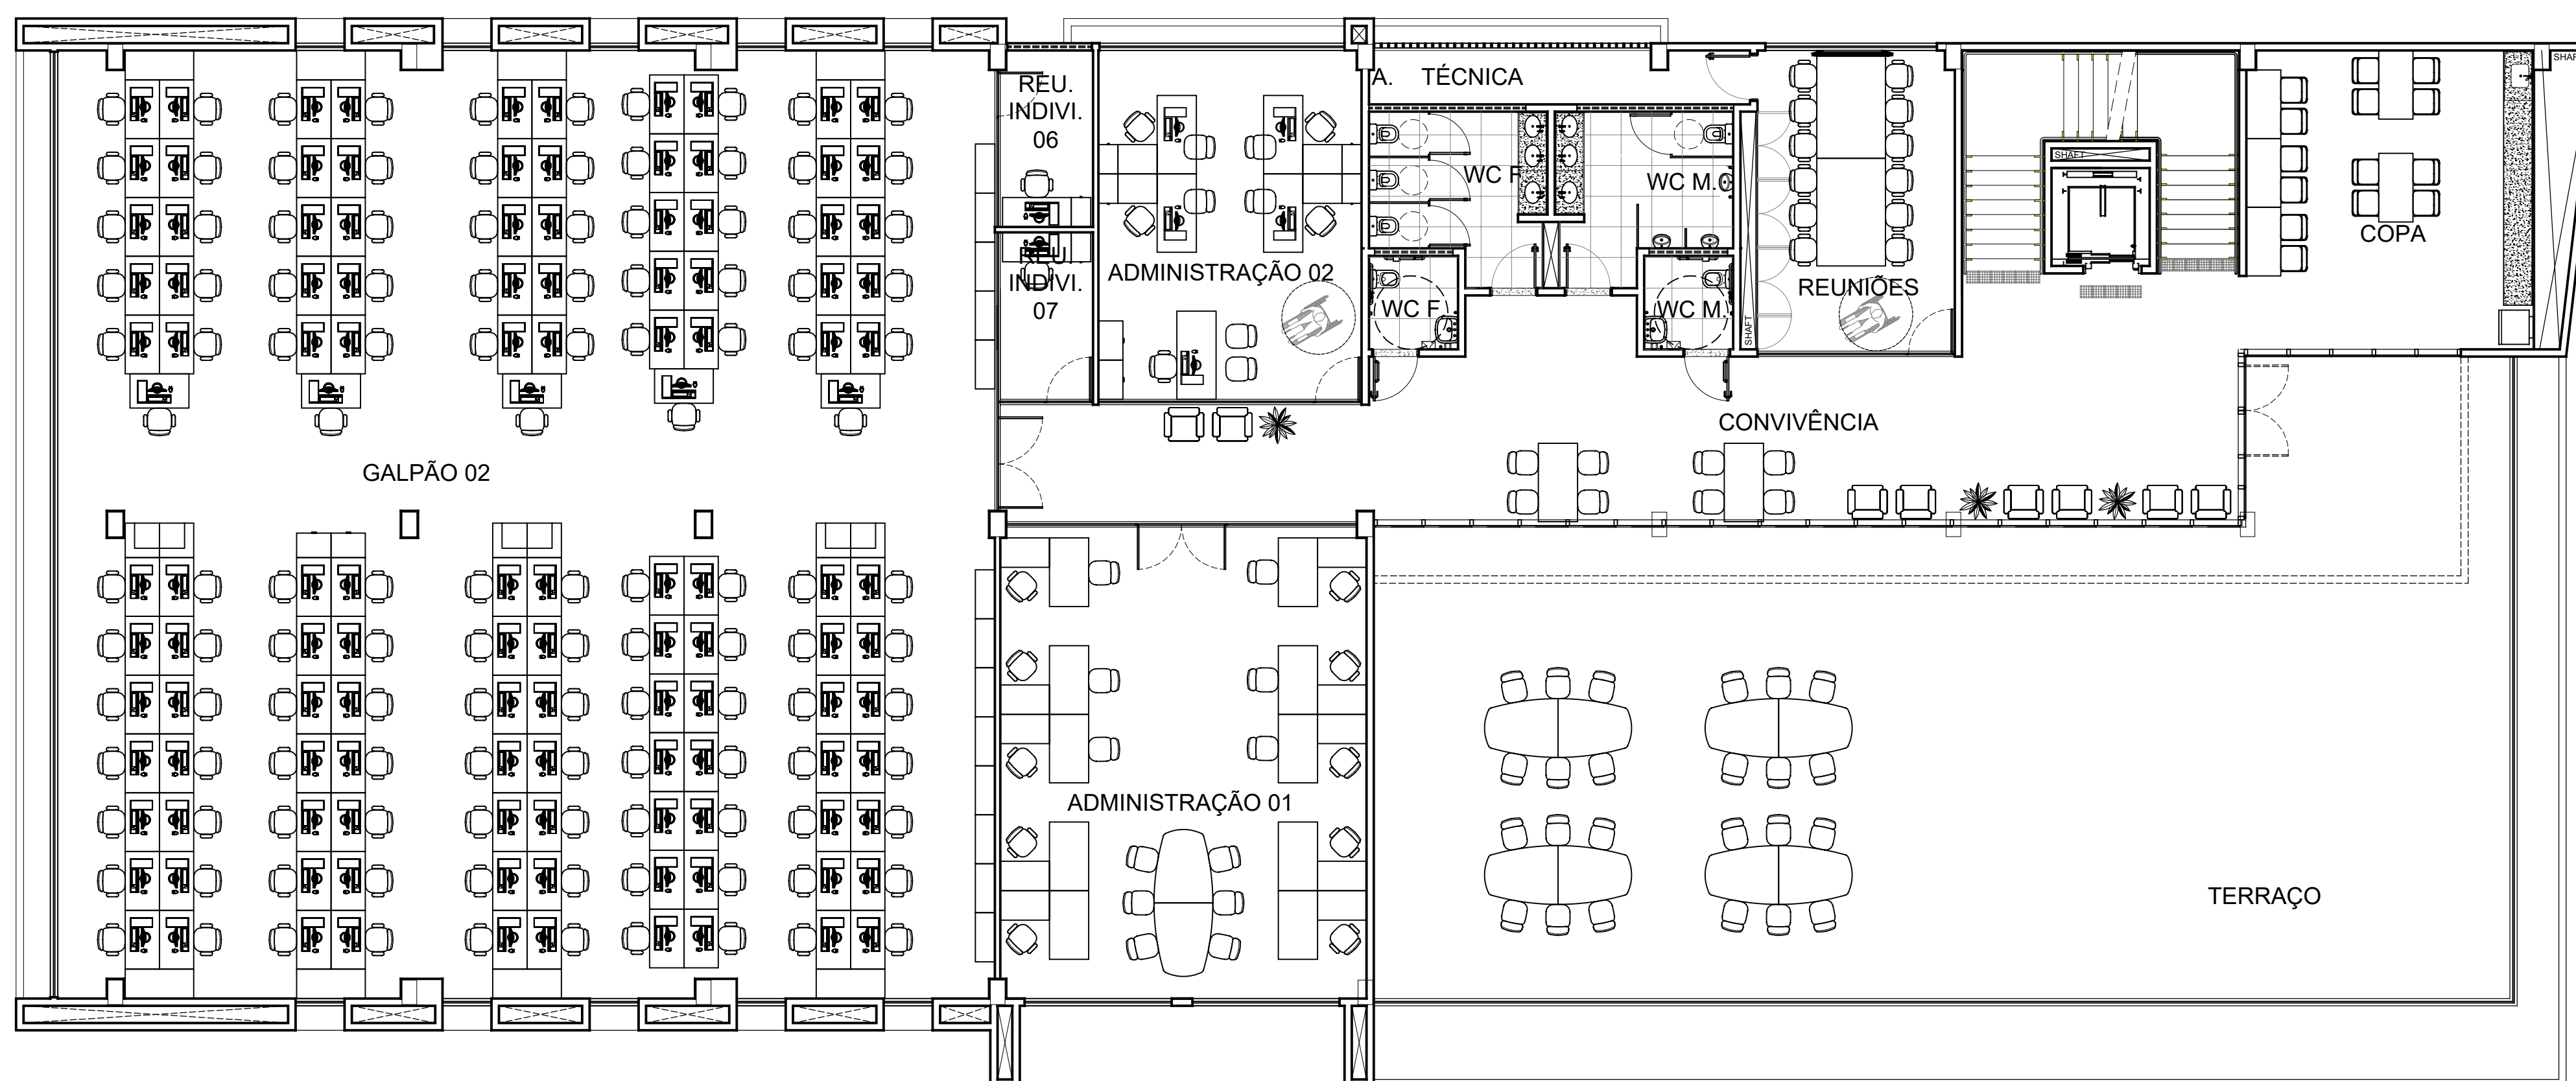 SHAF
A. TÉCNICA
REU.
INDIVI.
06
SHAFT
WC F.
WC M.
COPA
REU.
INDIVI.
07
ADMINISTRAÇÃO 02
REUNIÕES
WC F.
WC M.
SHAFT
CONVIVÊNCIA
GALPÃO 02
ADMINISTRAÇÃO 01
TERRAÇO